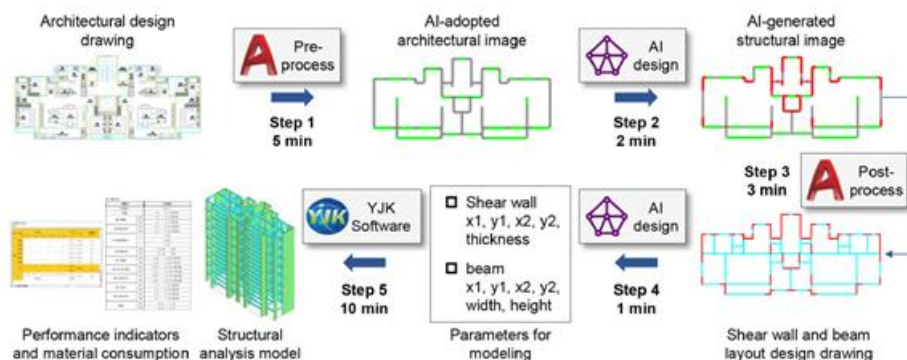 Architectural design
drawing
Pre-
process
Step 1
5 min
AI-adopted
architectural image
AI
design
Step 2
2 min
AI-generated
structural image
Step 3
3 min
Post-
process
Shear wall and beam
layout design drawing
AI
design
Step 4
1 min
Shear wall
x1, y1, x2, y2,
thickness
beam
x1, y1, x2, y2,
width, height
Parameters for
modeling
YJK
YJK
Software
Step 5
10 min
Structural
analysis model
Performance indicators
and material consumption